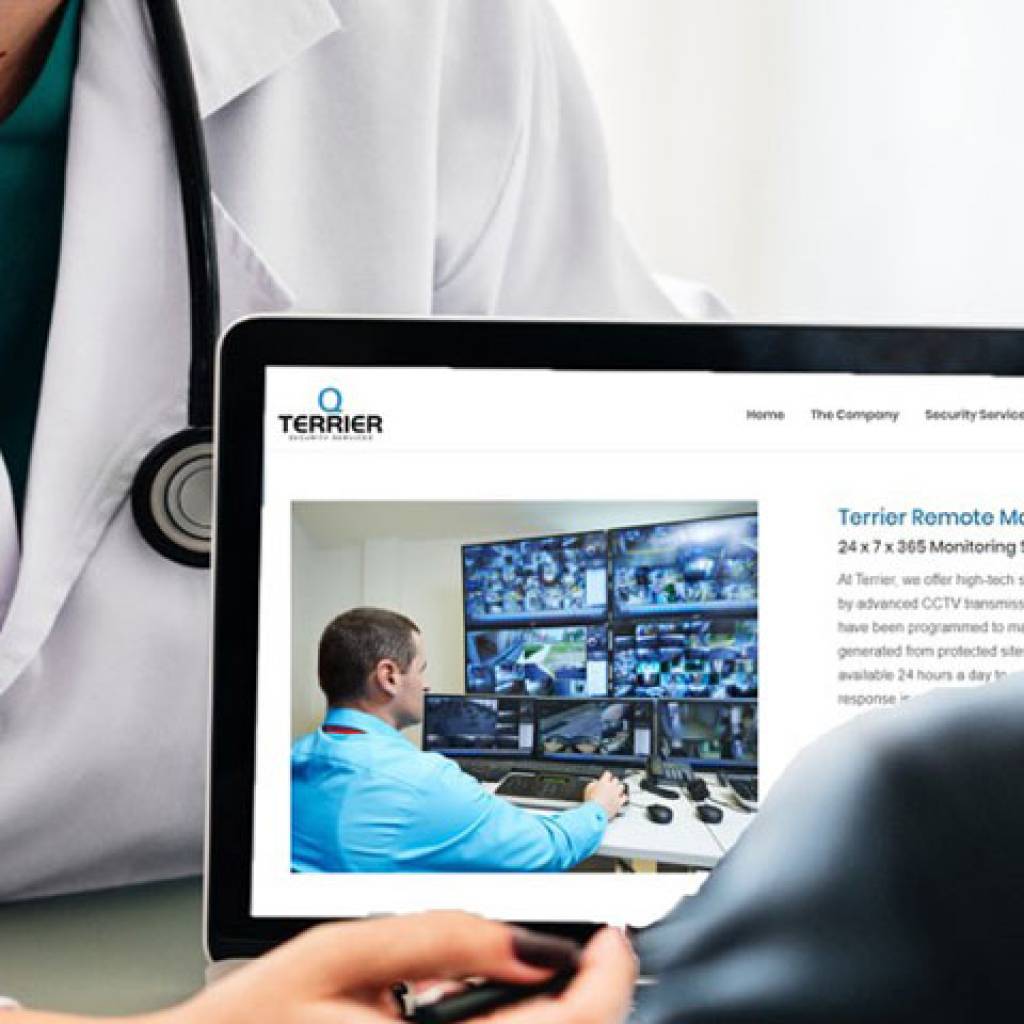 Q
TERRIER
SECURITY SERVICES
Home The Company Security Service
Terrier Remote Mo
24 x 7 x 365 Monitoring S
At Terrier, we offer high-tech s
by advanced CCTV transmiss
have been programmed to ma
generated from protected site
available 24 hours a day to
response